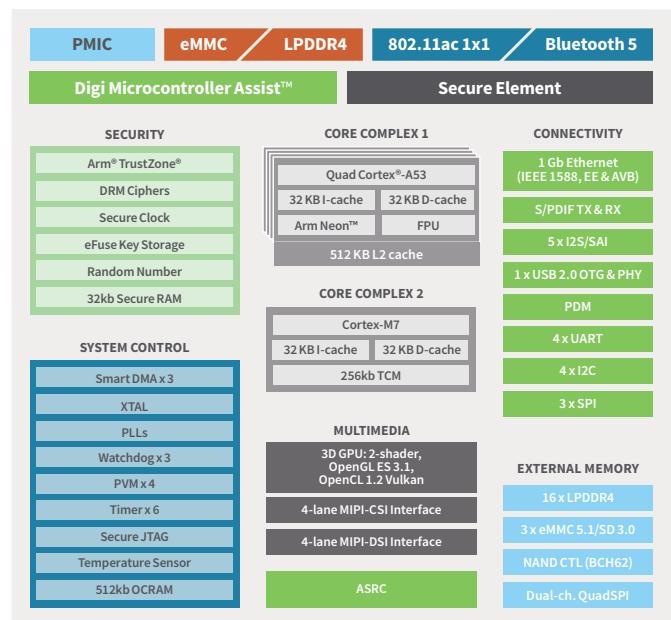 PMIC
eMMC
LPDDR4
802.11ac 1x1
Bluetooth 5
Digi Microcontroller Assist™
Secure Element
SECURITY
Arm® TrustZone®
DRM Ciphers
Secure Clock
eFuse Key Storage
Random Number
32kb Secure RAM
SYSTEM CONTROL
Smart DMA x 3
XTAL
PLLs
Watchdog x 3
PVM x 4
Timer x 6
Secure JTAG
Temperature Sensor
512kb OCRAM
CORE COMPLEX 1
Quad Cortex®-A53
32 KB I-cache
32 KB D-cache
Arm Neon™
FPU
512 KB L2 cache
CORE COMPLEX 2
Cortex-M7
32 KB I-cache
32 KB D-cache
256kb TCM
MULTIMEDIA
3D GPU: 2-shader,
OpenGL ES 3.1,
OpenCL 1.2 Vulkan
4-lane MIPI-CSI Interface
4-lane MIPI-DSI Interface
ASRC
CONNECTIVITY
1 Gb Ethernet
(IEEE 1588, EE & AVB)
S/PDIF TX & RX
5 x I2S/SAI
1 x USB 2.0 OTG & PHY
PDM
4 x UART
4 x I2C
3 x SPI
EXTERNAL MEMORY
16 x LPDDR4
3 x eMMC 5.1/SD 3.0
NAND CTL (BCH62)
Dual-ch. QuadSPI